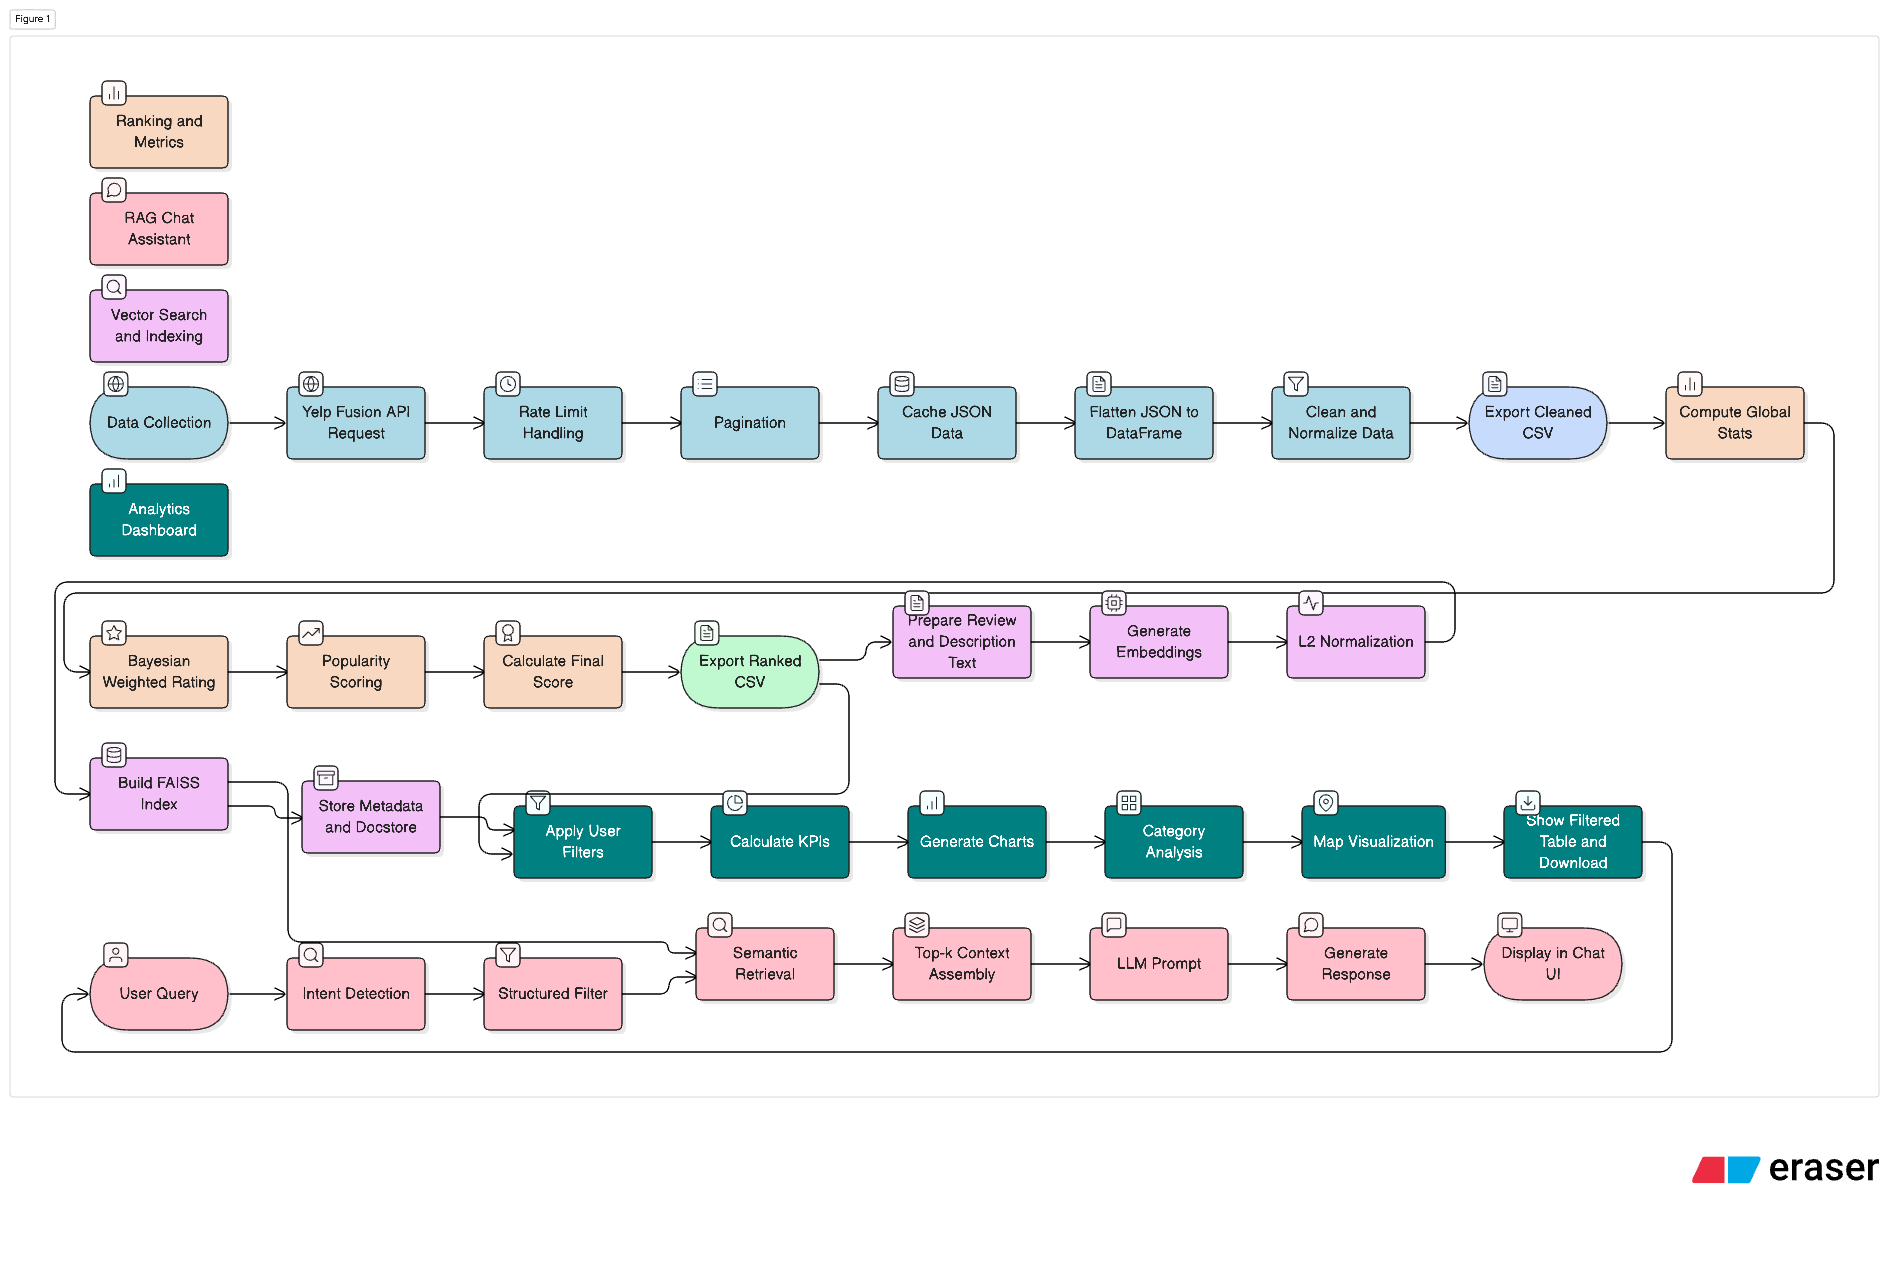 Figure 1
Ranking and
Metrics
RAG Chat
Assistant
Vector Search
and Indexing
Data Collection
Yelp Fusion API
Request
Rate Limit
Handling
Pagination
Cache JSON
Data
Flatten JSON to
DataFrame
Clean and
Normalize Data
Export Cleaned
CSV
Compute Global
Stats
Analytics
Dashboard
Bayesian
Weighted Rating
Popularity
Scoring
Calculate Final
Score
Export Ranked
CSV
Prepare Review
and Description
Text
Generate
Embeddings
L2 Normalization
Build FAISS
Index
Store Metadata
and Docstore
Apply User
Filters
Calculate KPIs
Generate Charts
Category
Analysis
Map Visualization
Show Filtered
Table and
Download
User Query
Intent Detection
Structured Filter
Semantic
Retrieval
Top-k Context
Assembly
LLM Prompt
Generate
Response
Display in Chat
UI
eraser